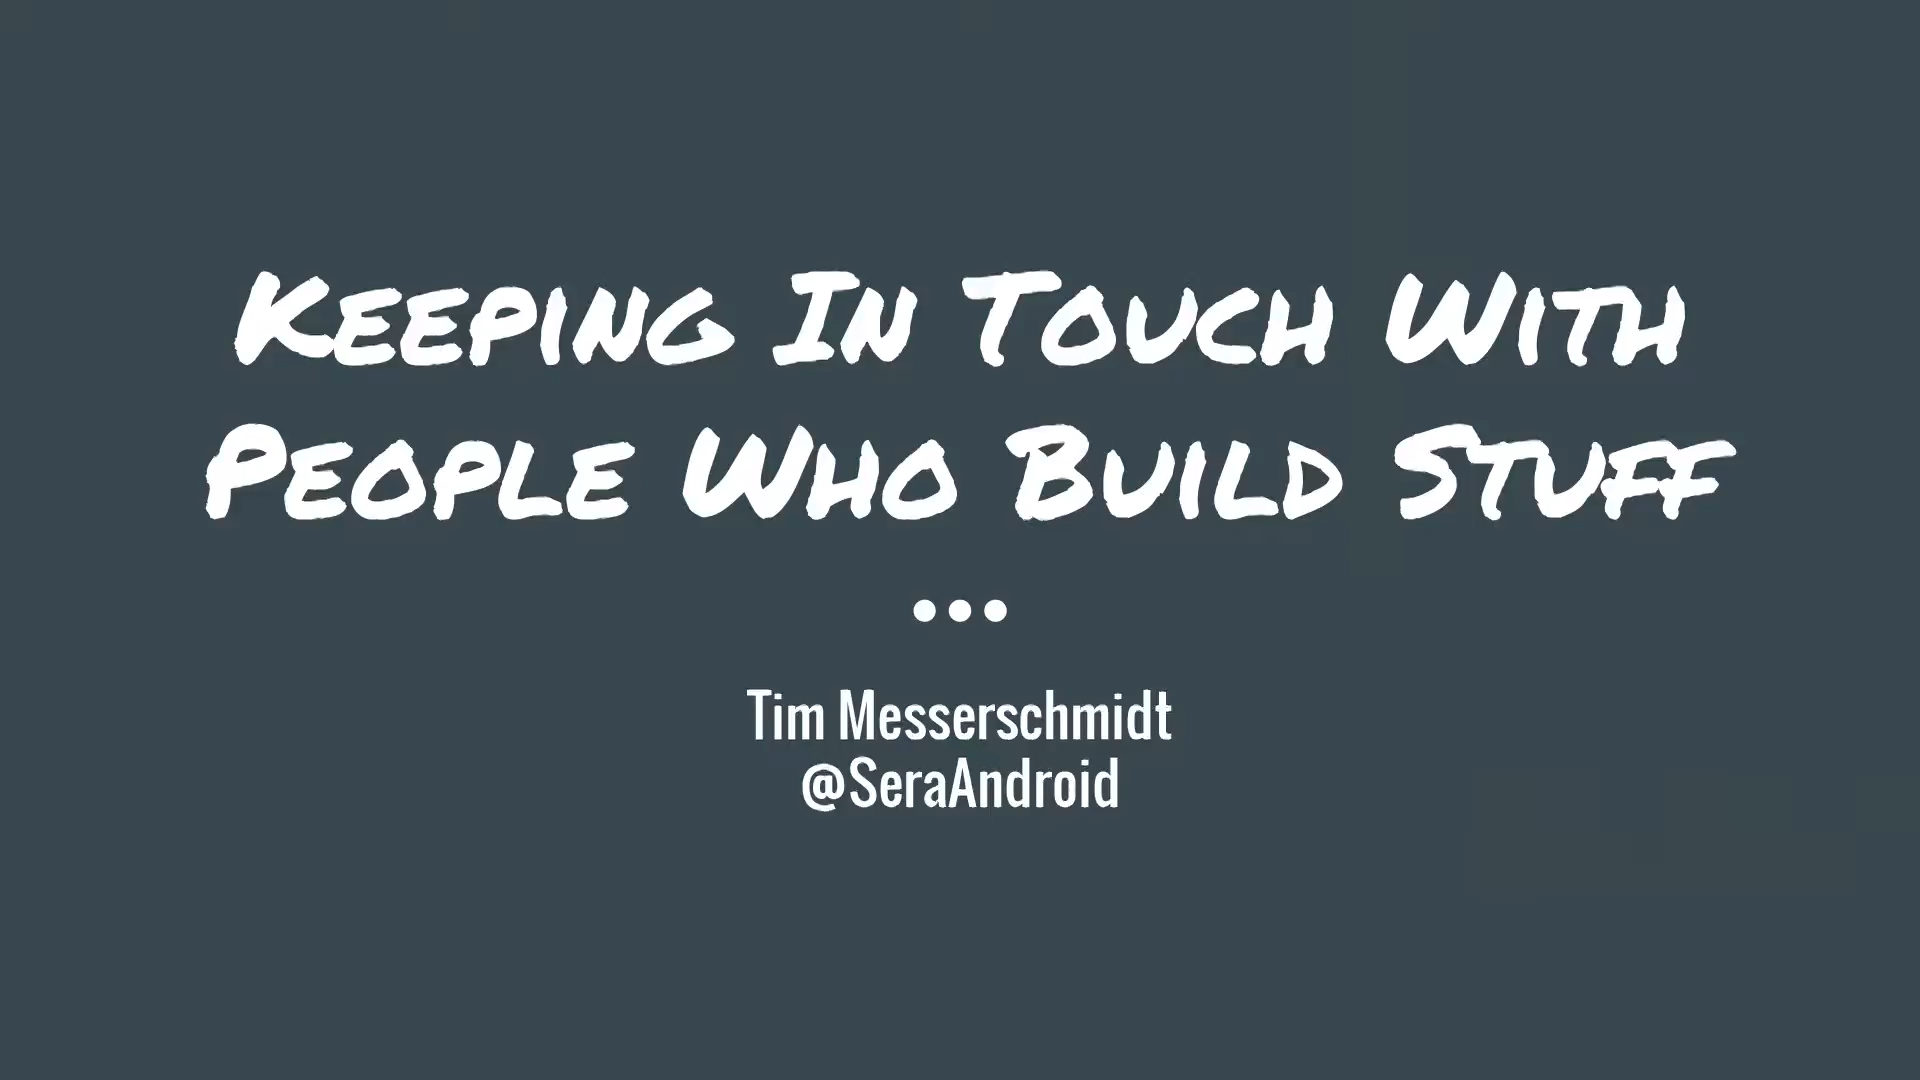 Keeping In Touch With
People Who Build Stuff
Tim Messerschmidt
@SeraAndroid